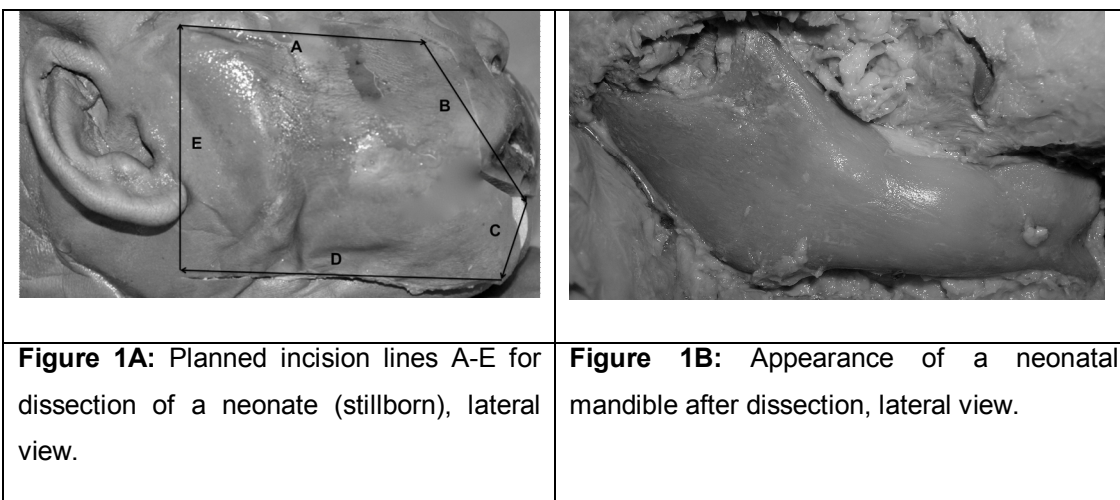 A
B
E
C
D
Figure 1A: Planned incision lines A-E for
dissection of a neonate (stillborn), lateral
view.
Figure 1B: Appearance of a neonatal
mandible after dissection, lateral view.